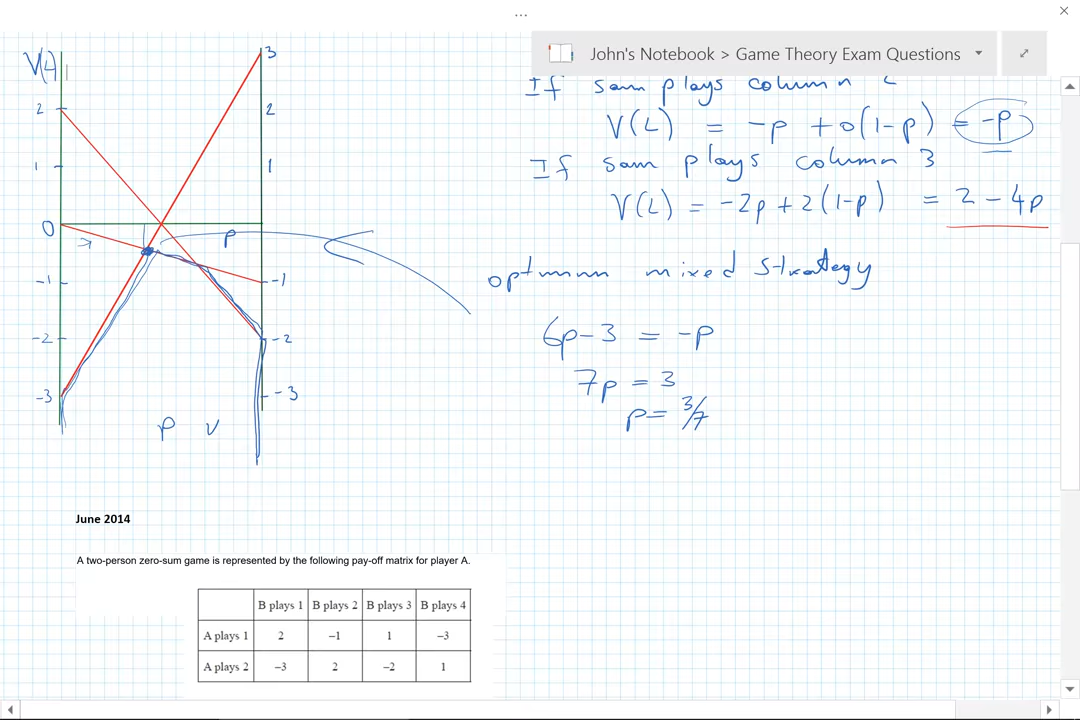 ...
John's Notebook > Game Theory Exam Questions
If sam plays column 2
V(L) = -p + 0(1-p) = -p
If sam plays column 3
V(L) = -2p + 2(1-p) = 2 - 4p
optimum mixed strategy
6p - 3 = -p
7p = 3
p = 3/7
V(L)
2
1
0
-1
-2
-3
3
2
1
p
-1
-2
-3
p v
June 2014
A two-person zero-sum game is represented by the following pay-off matrix for player A.
B plays 1 B plays 2 B plays 3 B plays 4
A plays 1 2 –1 1 –3
A plays 2 –3 2 –2 1